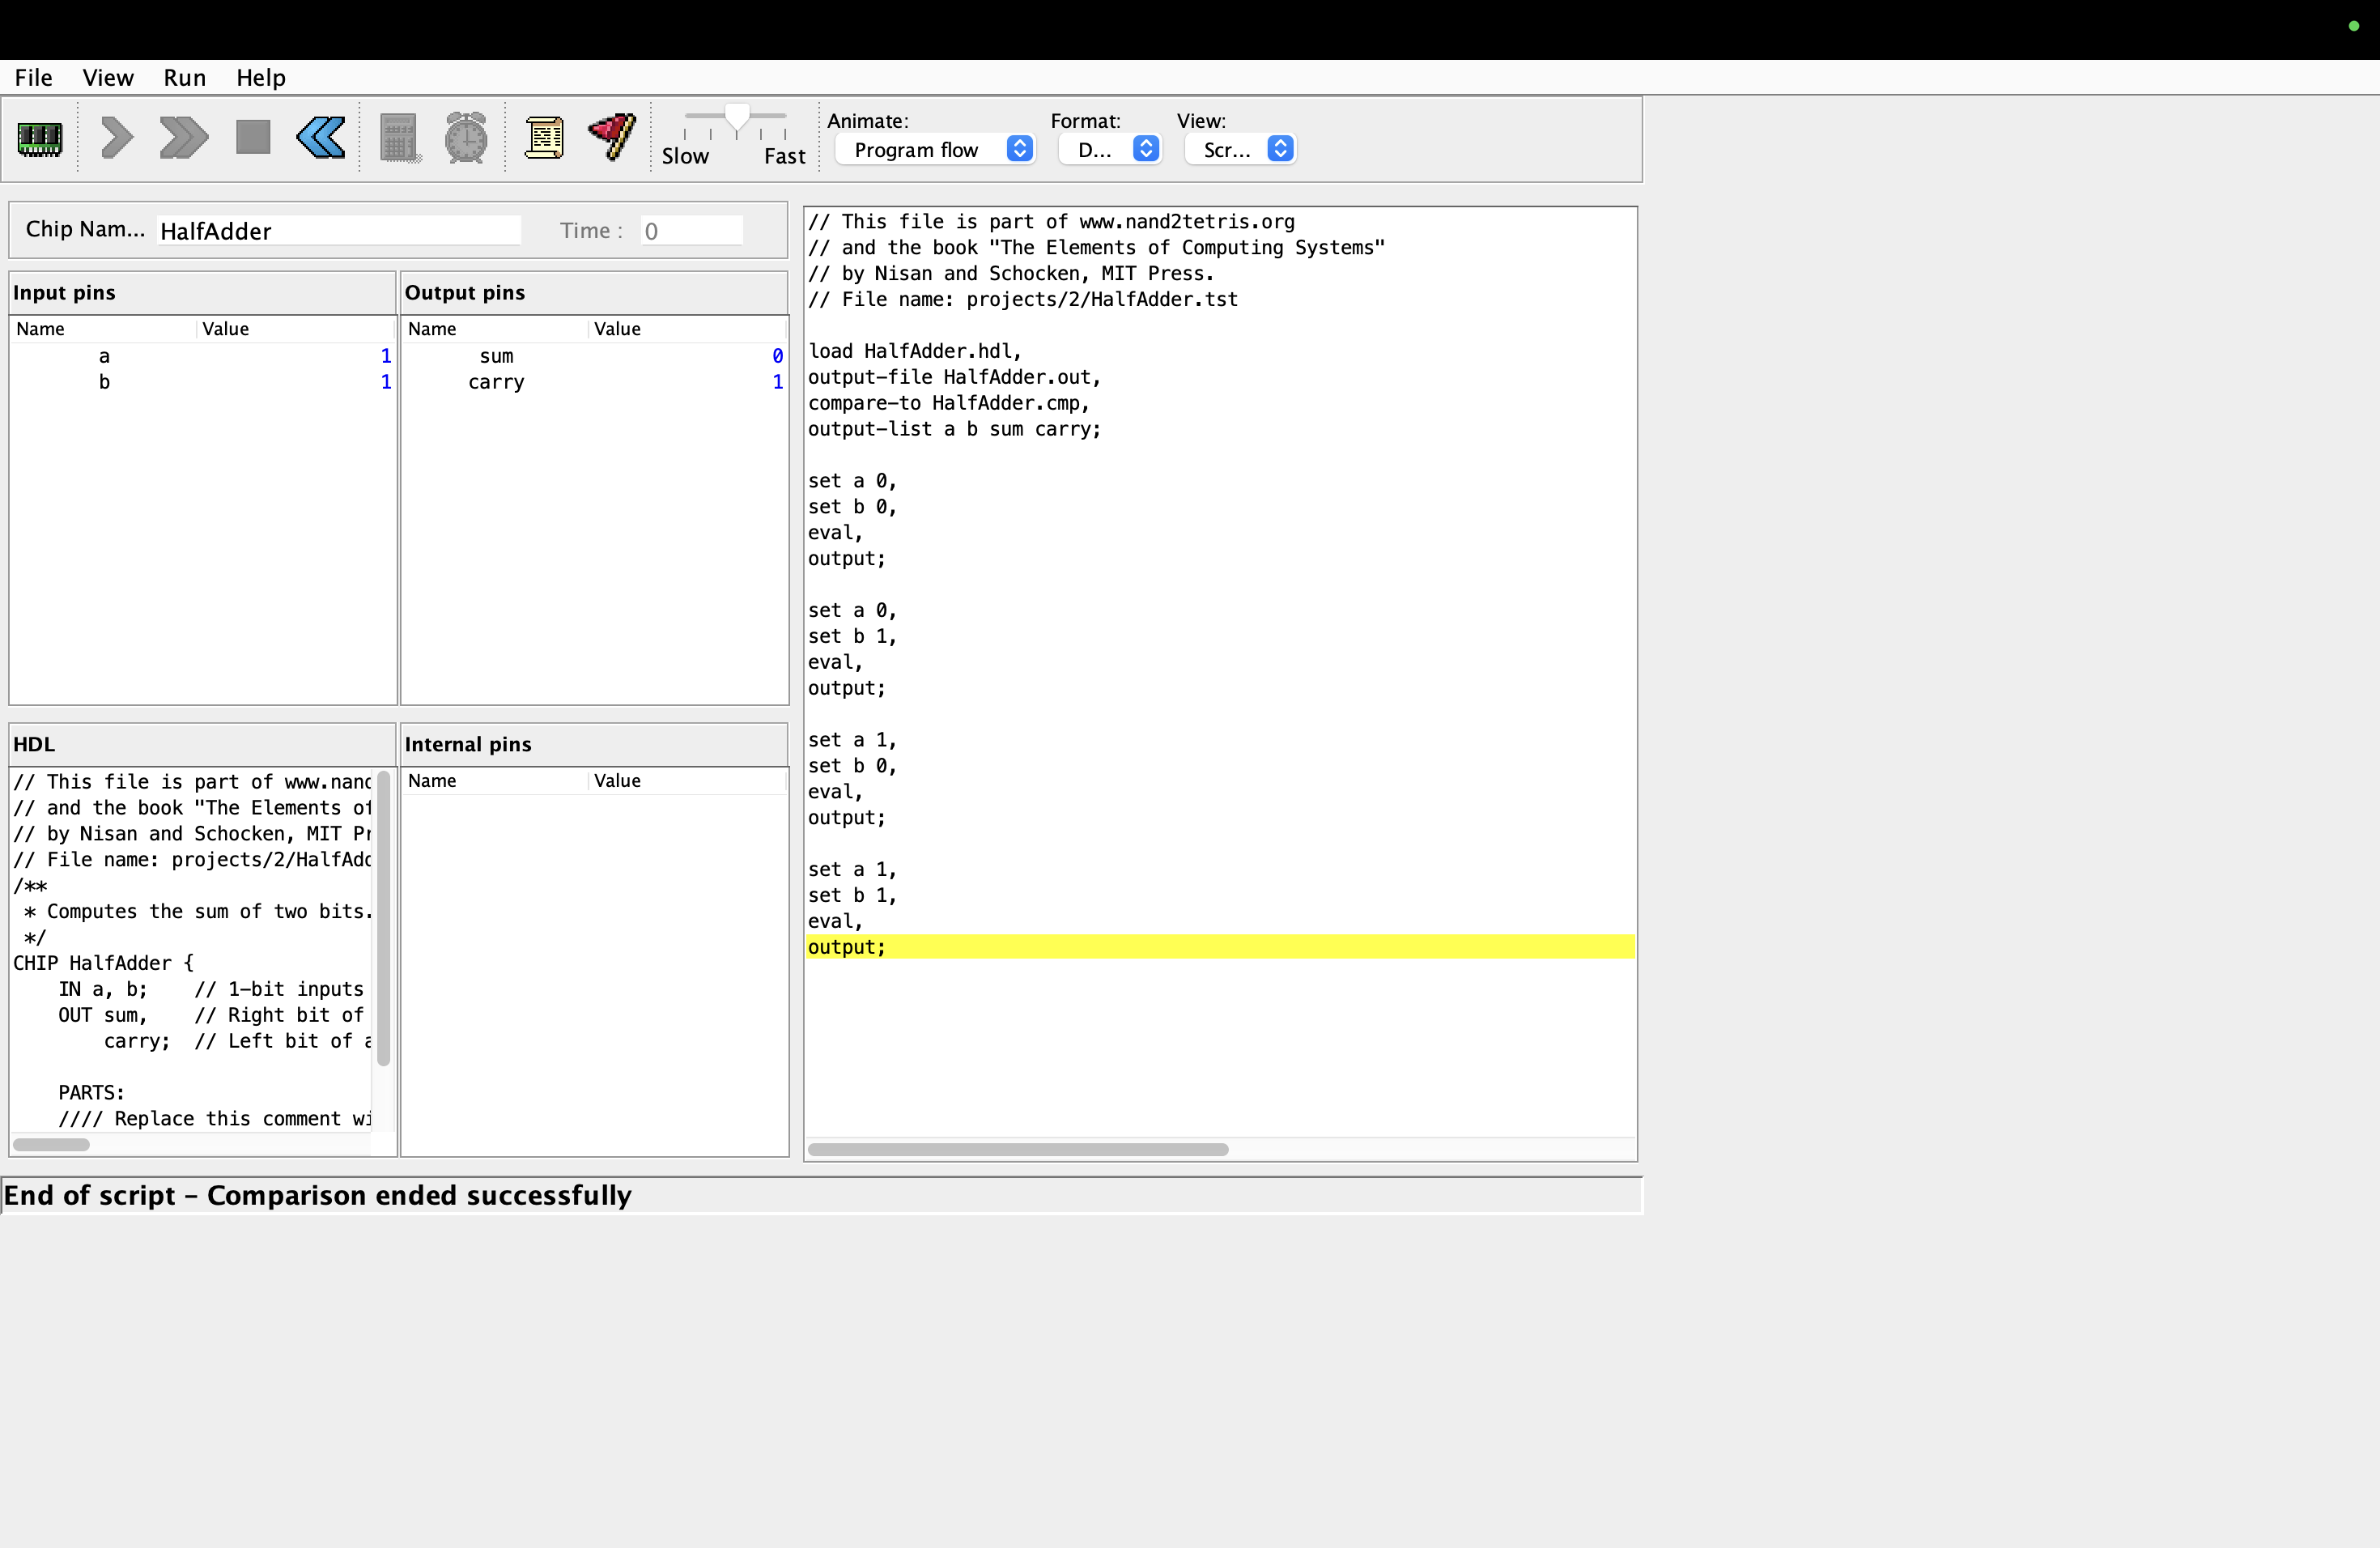 File View Run Help
Slow Fast
Animate: Format: View:
Program flow D... Scr...
Chip Nam... HalfAdder Time : 0
Input pins
Name Value
a 1
b 1
Output pins
Name Value
sum 0
carry 1
HDL
// This file is part of www.nand
// and the book "The Elements of
// by Nisan and Schocken, MIT Pr
// File name: projects/2/HalfAdd
/**
* Computes the sum of two bits.
*/
CHIP HalfAdder {
IN a, b; // 1-bit inputs
OUT sum, // Right bit of
carry; // Left bit of a
PARTS:
//// Replace this comment wi
Internal pins
Name Value
// This file is part of www.nand2tetris.org
// and the book "The Elements of Computing Systems"
// by Nisan and Schocken, MIT Press.
// File name: projects/2/HalfAdder.tst
load HalfAdder.hdl,
output-file HalfAdder.out,
compare-to HalfAdder.cmp,
output-list a b sum carry;
set a 0,
set b 0,
eval,
output;
set a 0,
set b 1,
eval,
output;
set a 1,
set b 0,
eval,
output;
set a 1,
set b 1,
eval,
output;
End of script - Comparison ended successfully